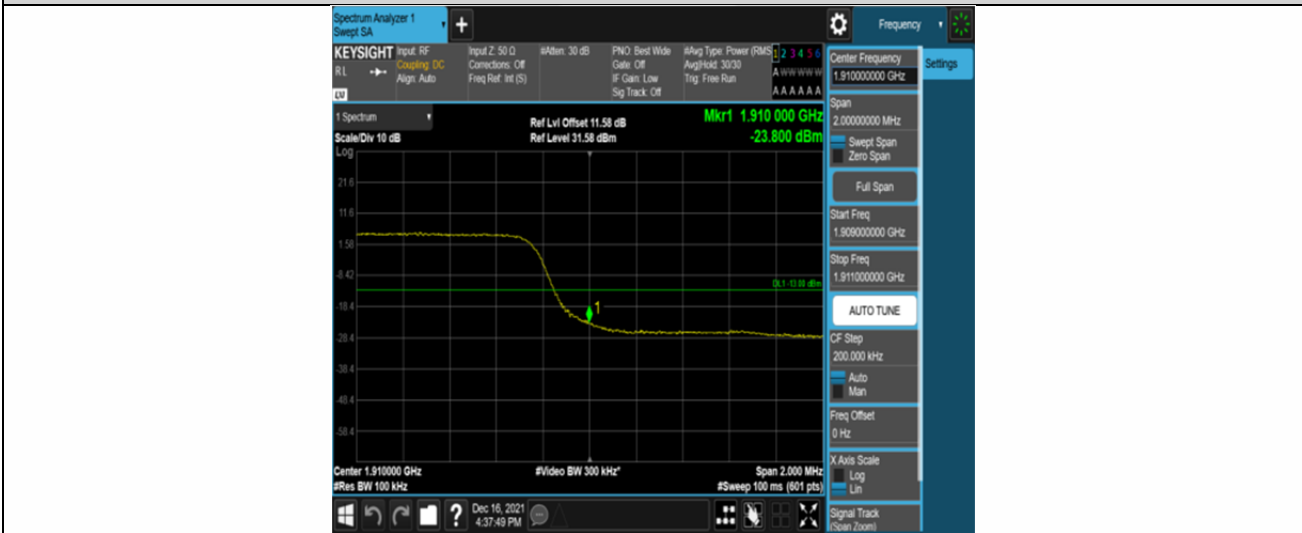 Spectrum Analyzer 1
Swept SA
+
Frequency
KEYSIGHT
Input: RF
Coupling: DC
Align: Auto
RL
LXI
Input Z: 50 Ω
Corrections: Off
Freq Ref: Int (S)
#Atten: 30 dB
PNO: Best Wide
Gate: Off
IF Gain: Low
Sig Track: Off
#Avg Type: Power (RMS
Avg|Hold: 30/30
Trig: Free Run
1 2 3 4 5 6
A W W W W W
A A A A A A
Center Frequency
1.910000000 GHz
Settings
Span
2.00000000 MHz
Swept Span
Zero Span
Full Span
Start Freq
1.909000000 GHz
Stop Freq
1.911000000 GHz
AUTO TUNE
CF Step
200.000 kHz
Auto
Man
Freq Offset
0 Hz
X Axis Scale
Log
Lin
Signal Track
(Span Zoom)
1 Spectrum
Scale/Div 10 dB
Log
Ref Lvl Offset 11.58 dB
Ref Level 31.58 dBm
Mkr1 1.910 000 GHz
-23.800 dBm
21.6
11.6
1.58
-8.42
-18.4
-28.4
-38.4
-48.4
-58.4
DL1 -13.00 dBm
1
Center 1.910000 GHz
#Res BW 100 kHz
#Video BW 300 kHz*
Span 2.000 MHz
#Sweep 100 ms (601 pts)
?
Dec 16, 2021
4:37:49 PM